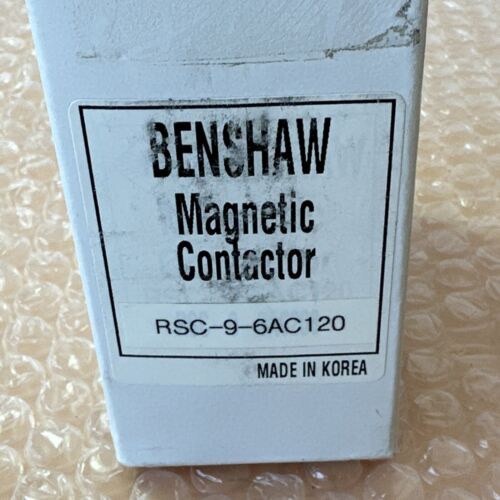 BENSHAW
Magnetic
Contactor
RSC-9-6AC120
MADE IN KOREA